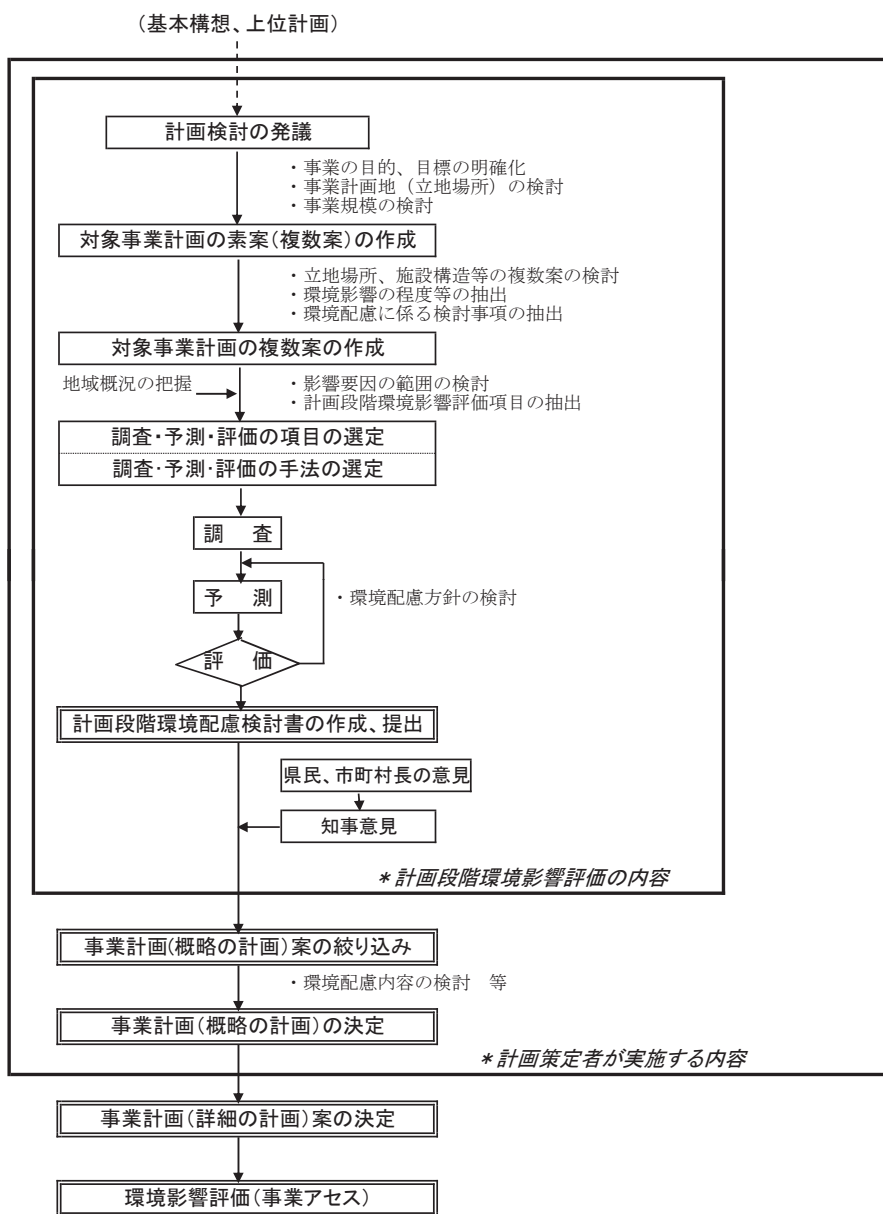 （基本構想、上位計画）
計画検討の発議
・事業の目的、目標の明確化
・事業計画地（立地場所）の検討
・事業規模の検討
対象事業計画の素案（複数案）の作成
・立地場所、施設構造等の複数案の検討
・環境影響の程度等の抽出
・環境配慮に係る検討事項の抽出
対象事業計画の複数案の作成
地域概況の把握
・影響要因の範囲の検討
・計画段階環境影響評価項目の抽出
調査・予測・評価の項目の選定
調査・予測・評価の手法の選定
調　査
予　測
・環境配慮方針の検討
評　価
計画段階環境配慮検討書の作成、提出
県民、市町村長の意見
知事意見
＊計画段階環境影響評価の内容
事業計画（概略の計画）案の絞り込み
・環境配慮内容の検討　等
事業計画（概略の計画）の決定
＊計画策定者が実施する内容
事業計画（詳細の計画）案の決定
環境影響評価（事業アセス）